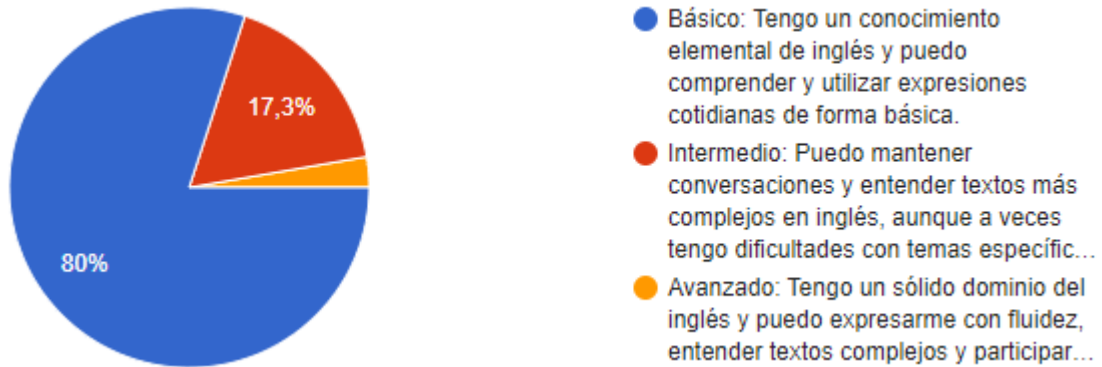 17,3%
80%
Básico: Tengo un conocimiento
elemental de inglés y puedo
comprender y utilizar expresiones
cotidianas de forma básica.
Intermedio: Puedo mantener
conversaciones y entender textos más
complejos en inglés, aunque a veces
tengo dificultades con temas específic...
Avanzado: Tengo un sólido dominio del
inglés y puedo expresarme con fluidez,
entender textos complejos y participar...